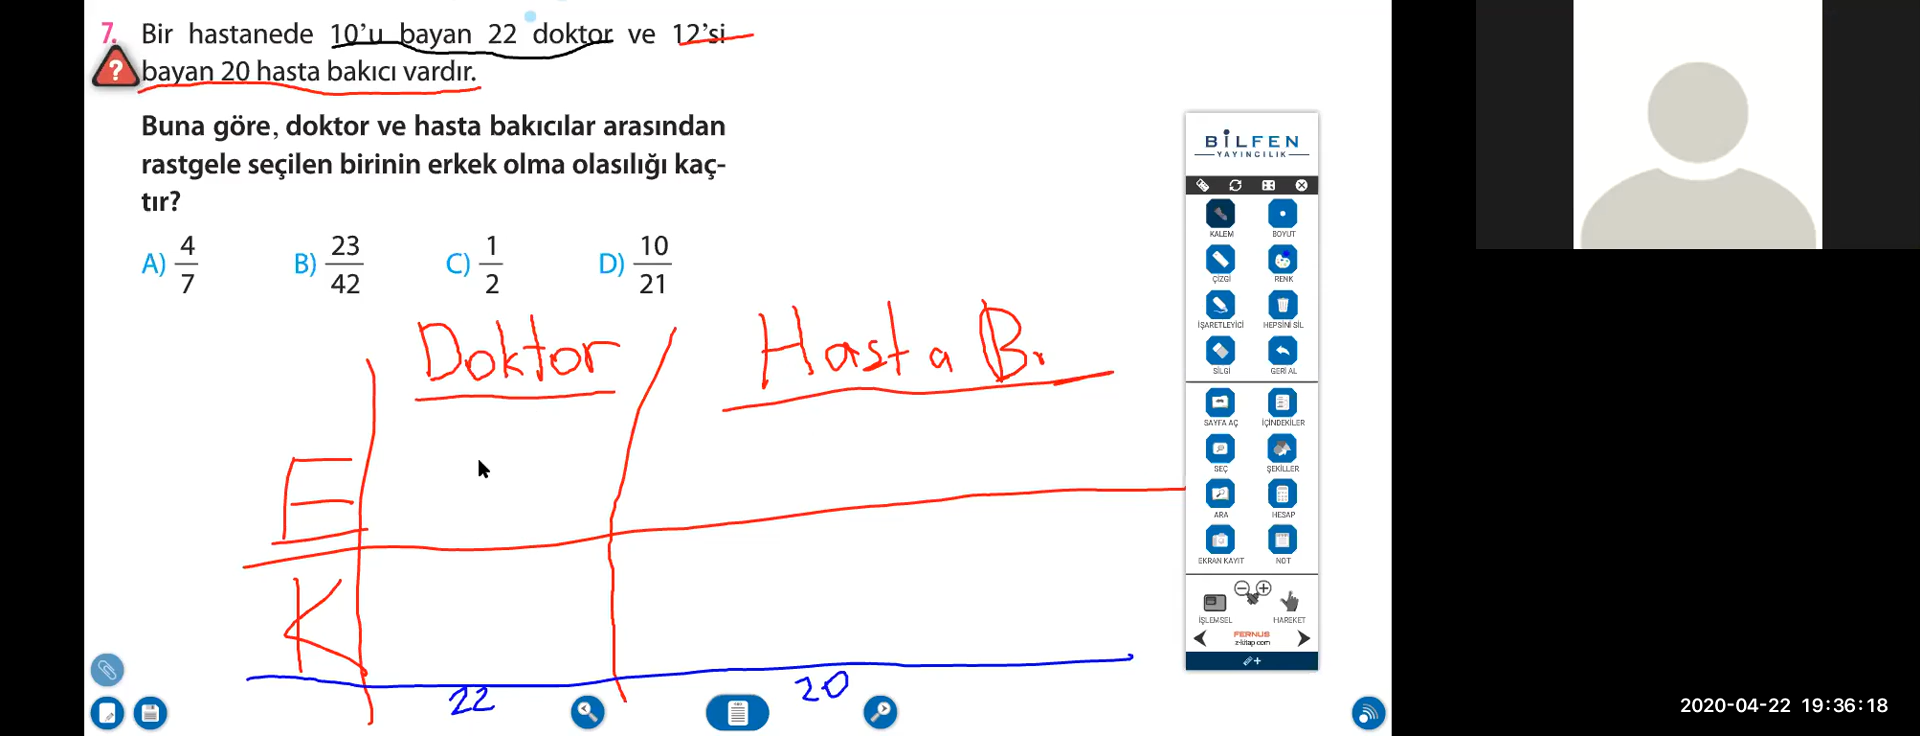 7. Bir hastanede 10'u bayan 22 doktor ve 12'si
bayan 20 hasta bakıcı vardır.
Buna göre, doktor ve hasta bakıcılar arasından
rastgele seçilen birinin erkek olma olasılığı kaç-
tır?
A) 4/7 B) 23/42 C) 1/2 D) 10/21
Doktor Hasta B.
E
K
22 20
BİLFEN
YAYINCILIK
KALEM BOYUT
ÇİZGİ RENK
İŞARETLEYİCİ HEPSİNİ SİL
SİLGİ GERİ AL
SAYFA AÇ İÇİNDEKİLER
SEÇ ŞEKİLLER
ARA HESAP
EKRAN KAYIT NOT
İŞLEMSEL HAREKET
FERNUS
z-kitap.com
2020-04-22 19:36:18